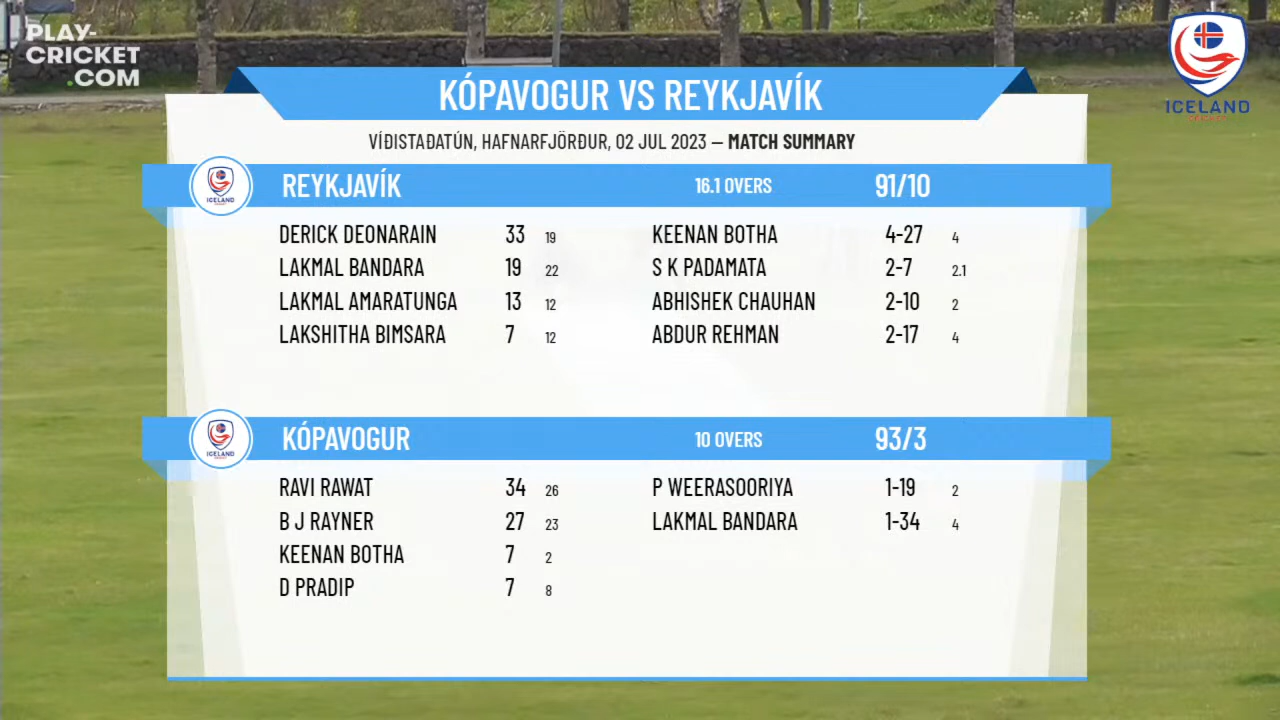 PLAY-
CRICKET
.COM
ICELAND
KÓPAVOGUR VS REYKJAVÍK
VÍÐISTAÐATÚN, HAFNARFJÖRÐUR, 02 JUL 2023 – MATCH SUMMARY
ICELAND
REYKJAVÍK 16.1 OVERS 91/10
DERICK DEONARAIN 33 19 KEENAN BOTHA 4-27 4
LAKMAL BANDARA 19 22 S K PADAMATA 2-7 2.1
LAKMAL AMARATUNGA 13 12 ABHISHEK CHAUHAN 2-10 2
LAKSHITHA BIMSARA 7 12 ABDUR REHMAN 2-17 4
ICELAND
KÓPAVOGUR 10 OVERS 93/3
RAVI RAWAT 34 26 P WEERASOORIYA 1-19 2
B J RAYNER 27 23 LAKMAL BANDARA 1-34 4
KEENAN BOTHA 7 2
D PRADIP 7 8